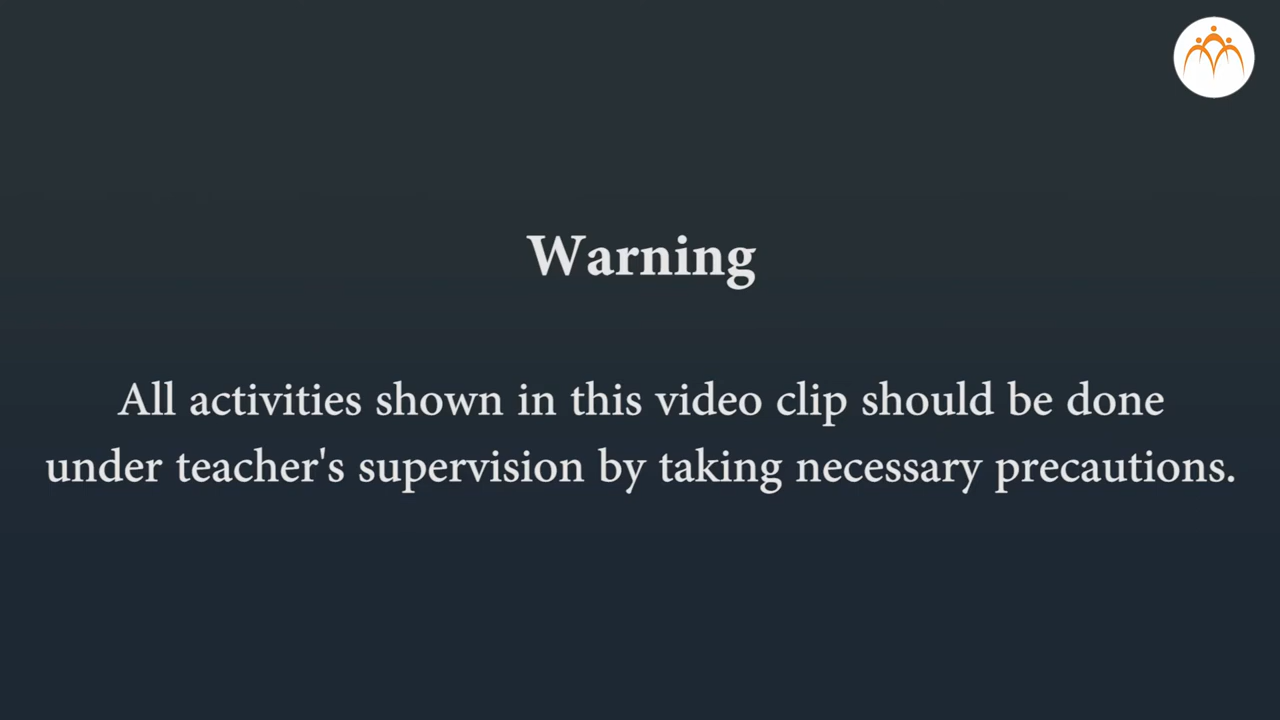 Warning
All activities shown in this video clip should be done
under teacher's supervision by taking necessary precautions.